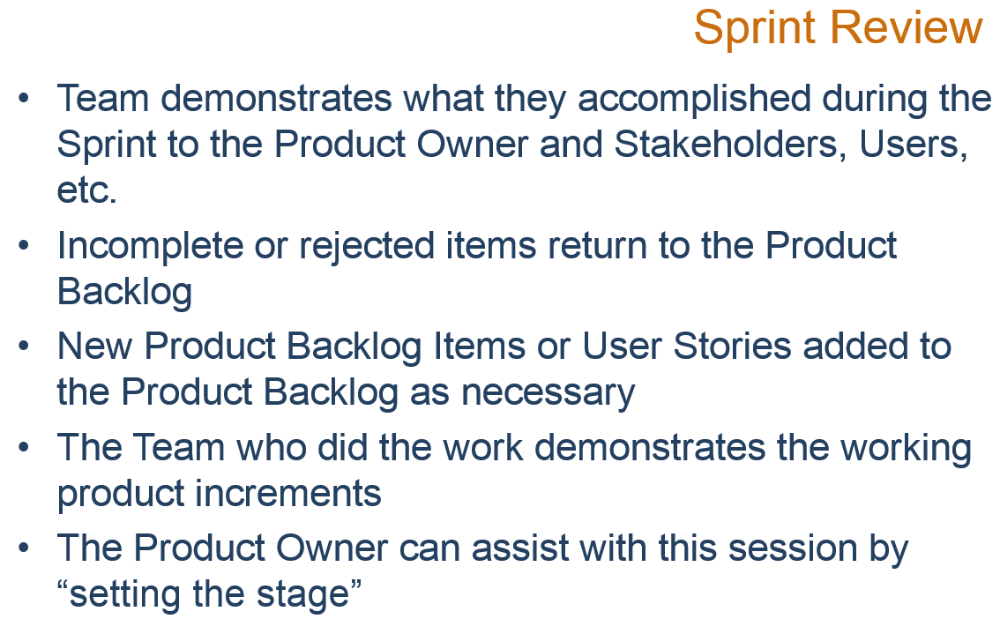 Sprint Review
• Team demonstrates what they accomplished during the
Sprint to the Product Owner and Stakeholders, Users,
etc.
• Incomplete or rejected items return to the Product
Backlog
• New Product Backlog Items or User Stories added to
the Product Backlog as necessary
• The Team who did the work demonstrates the working
product increments
• The Product Owner can assist with this session by
“setting the stage”